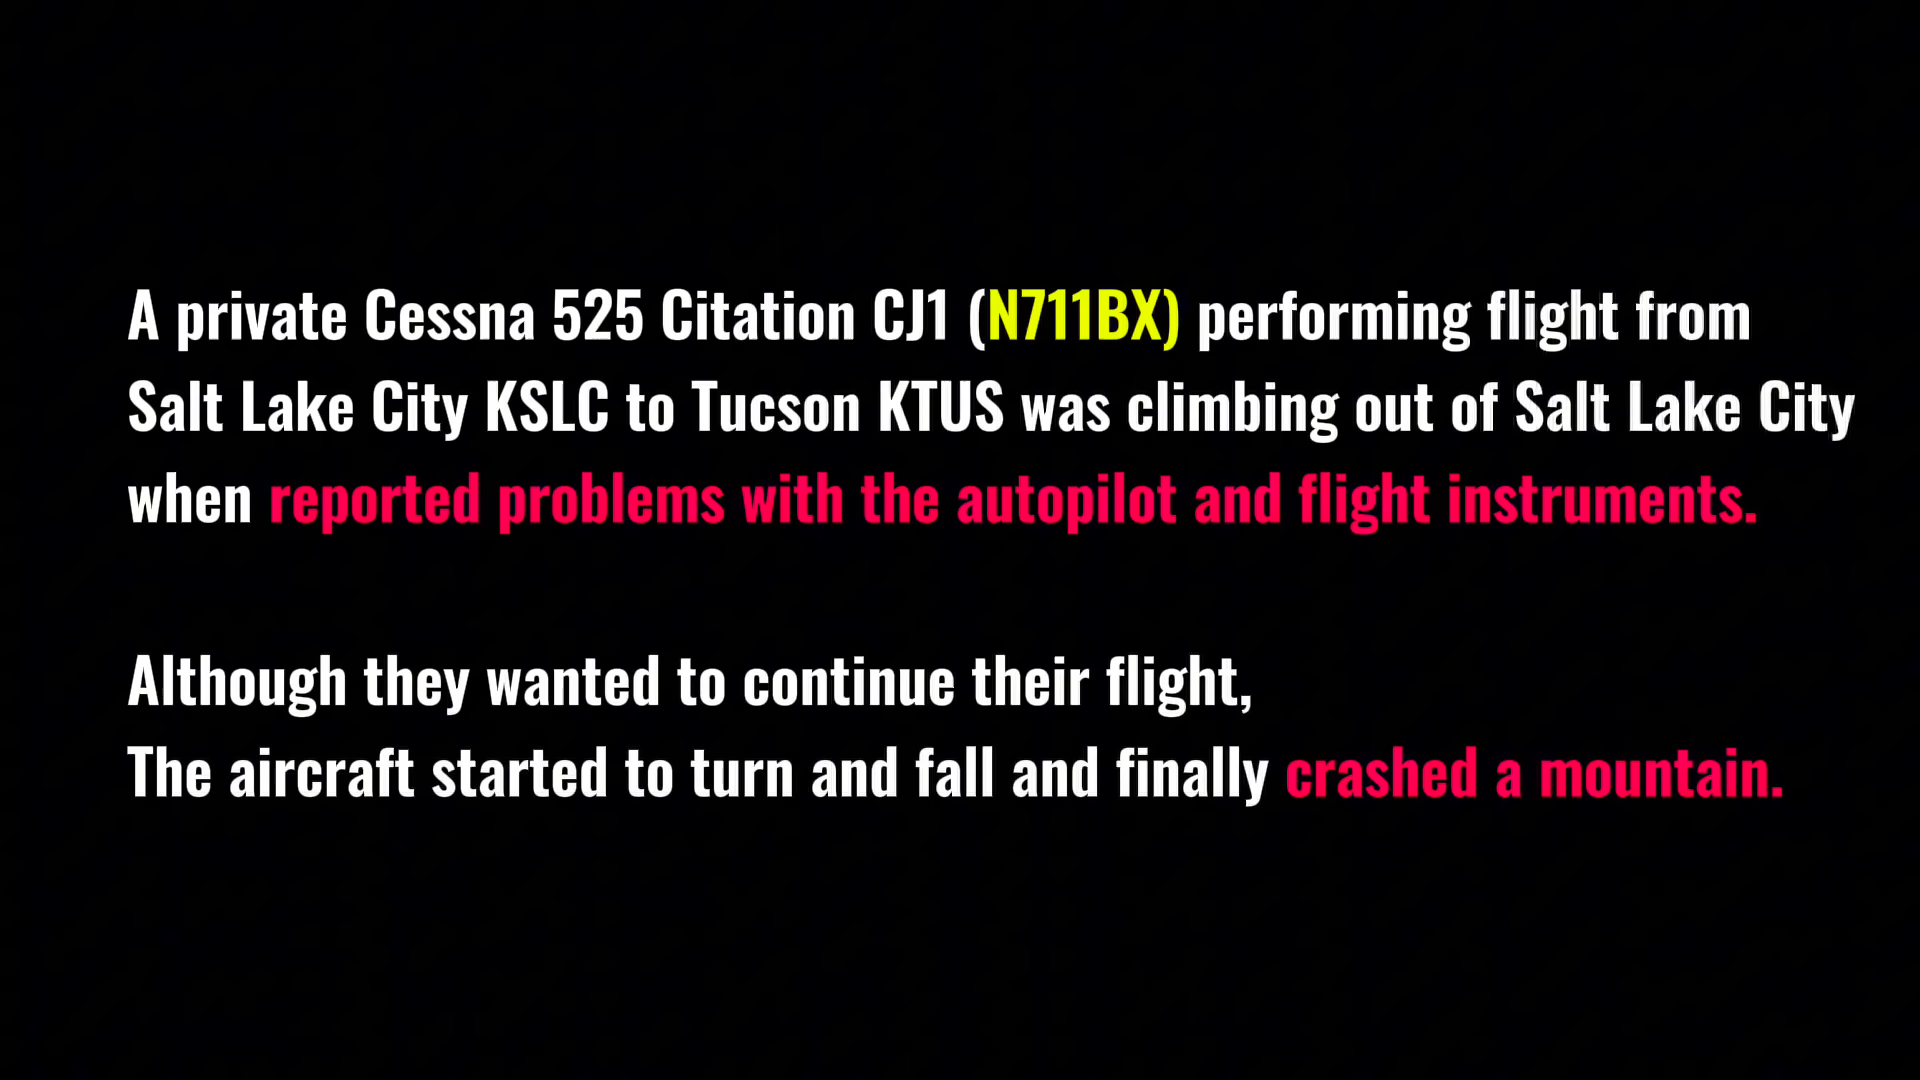 A private Cessna 525 Citation CJ1 (N711BX) performing flight from
Salt Lake City KSLC to Tucson KTUS was climbing out of Salt Lake City
when reported problems with the autopilot and flight instruments.
Although they wanted to continue their flight,
The aircraft started to turn and fall and finally crashed a mountain.